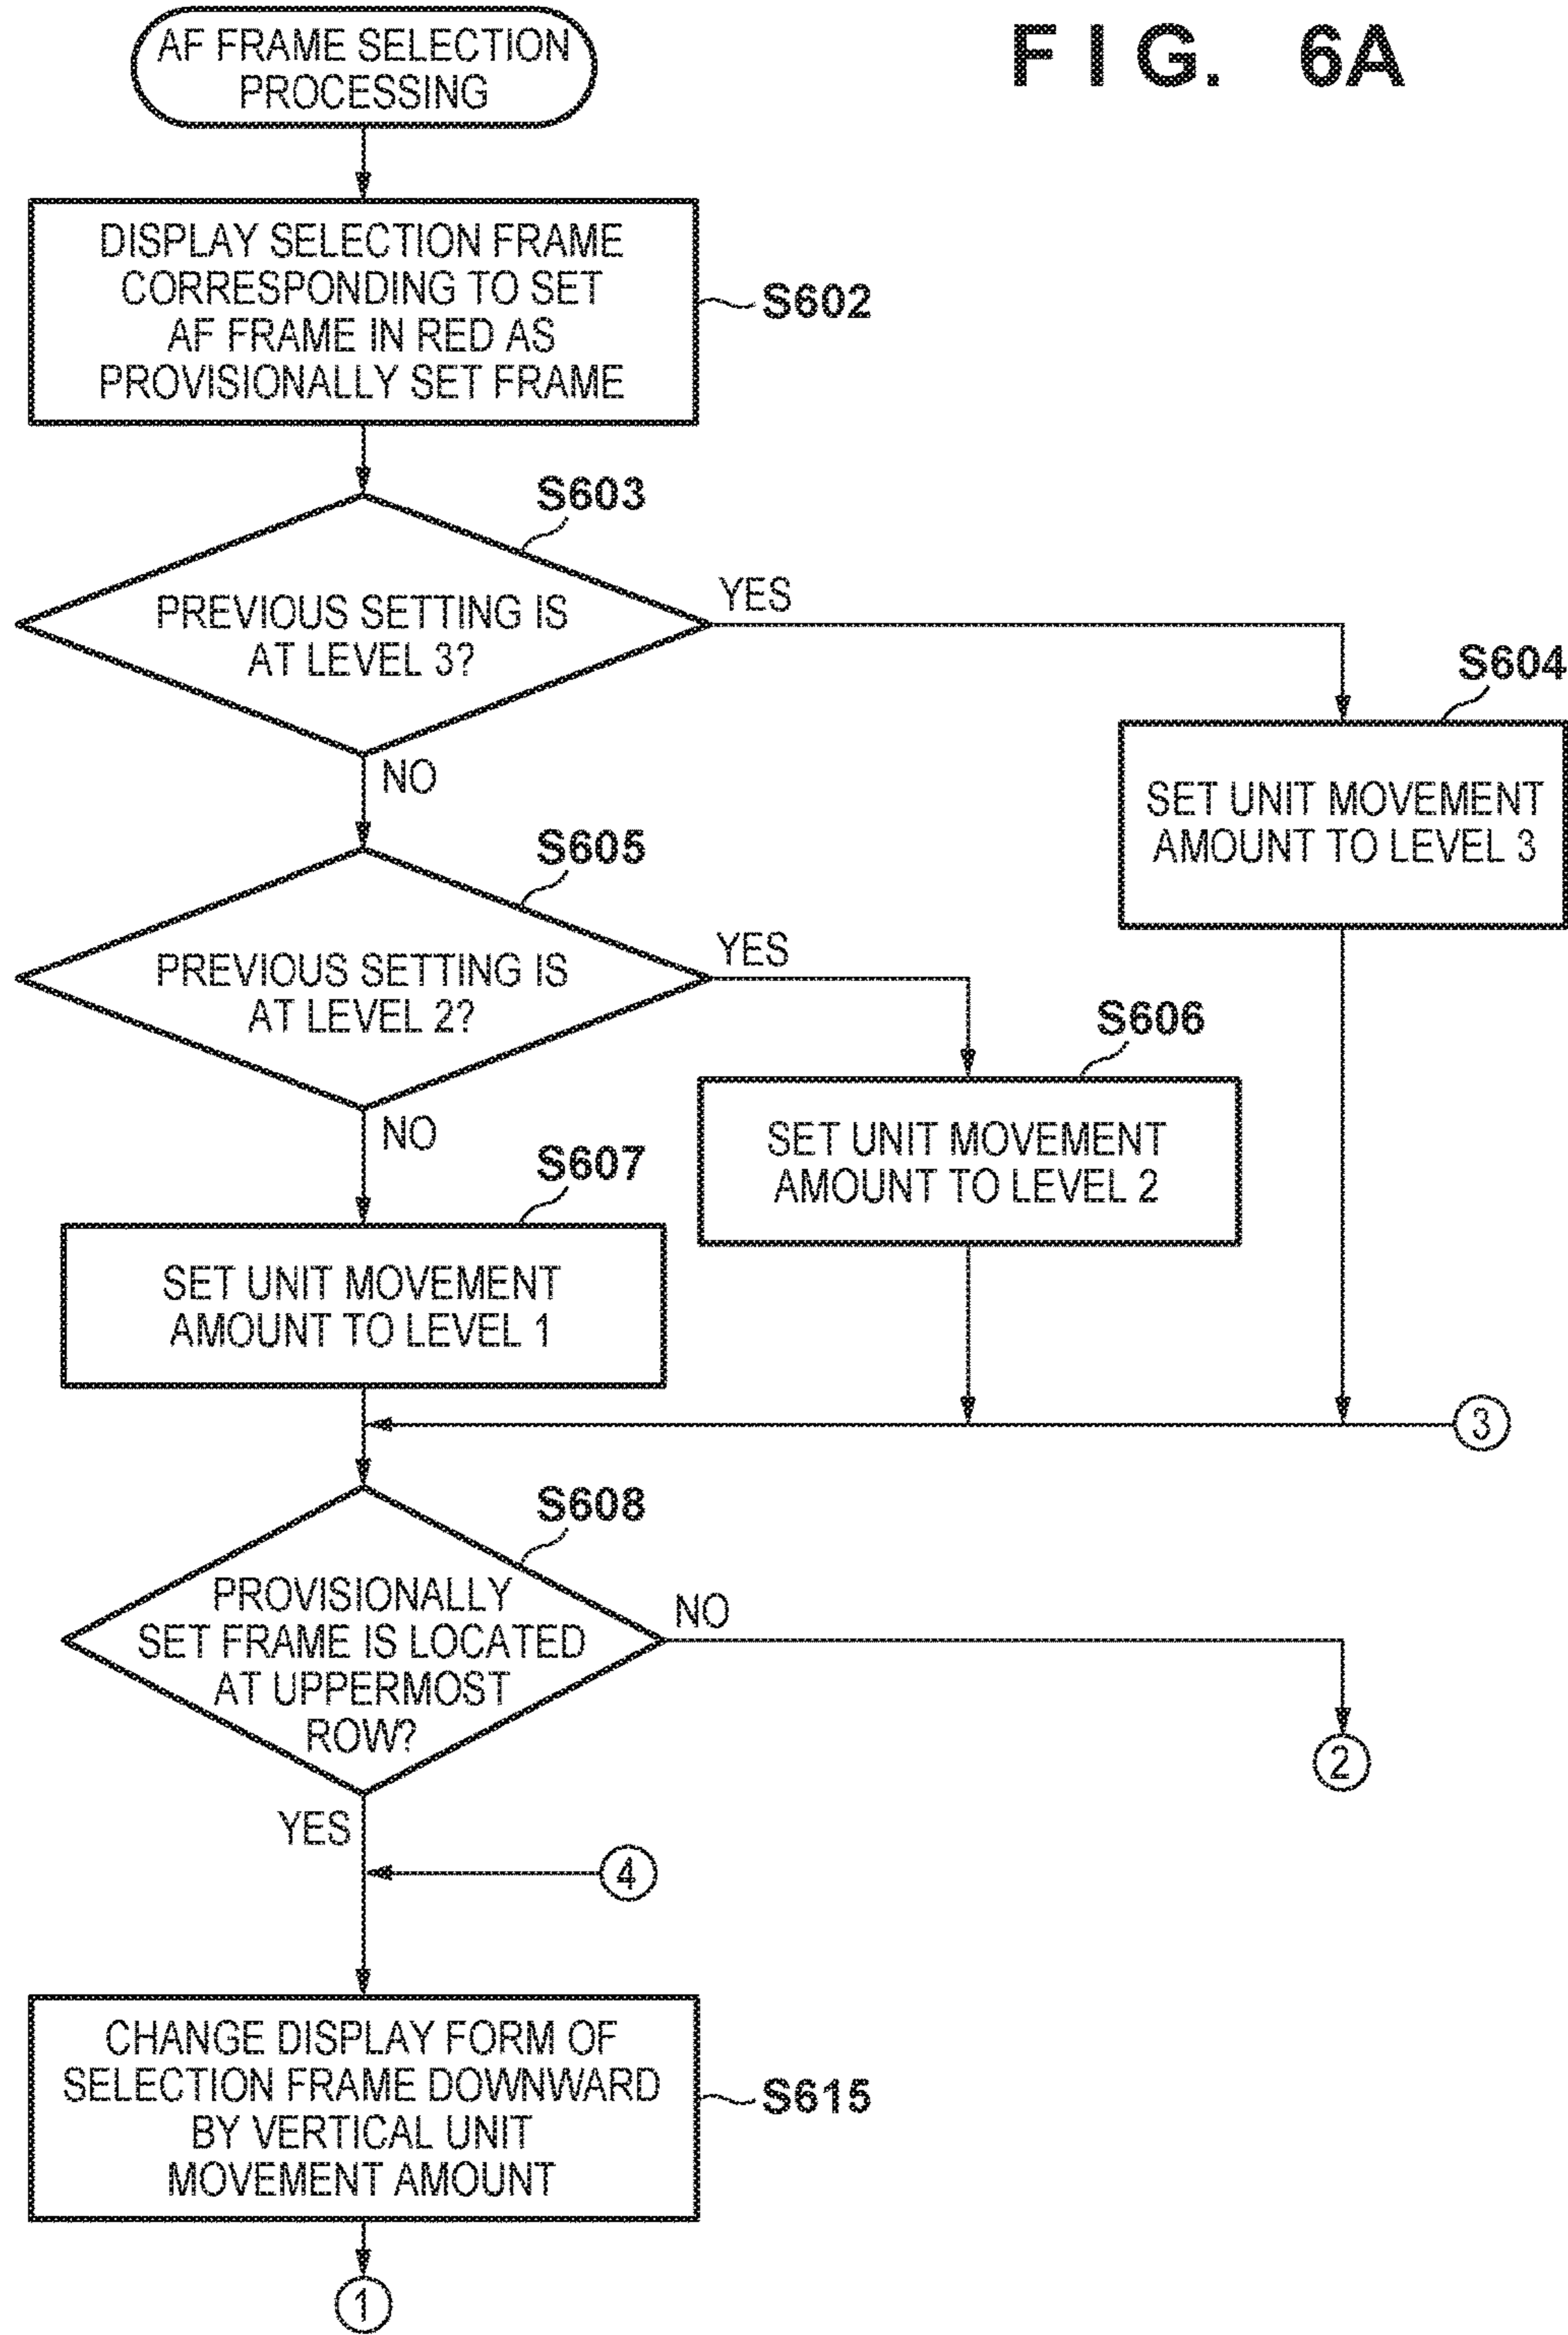 FIG. 6A
AF FRAME SELECTION
PROCESSING
DISPLAY SELECTION FRAME
CORRESPONDING TO SET
AF FRAME IN RED AS
PROVISIONALLY SET FRAME
S602
S603
PREVIOUS SETTING IS
AT LEVEL 3?
YES
NO
S604
SET UNIT MOVEMENT
AMOUNT TO LEVEL 3
S605
PREVIOUS SETTING IS
AT LEVEL 2?
YES
NO
S606
SET UNIT MOVEMENT
AMOUNT TO LEVEL 2
S607
SET UNIT MOVEMENT
AMOUNT TO LEVEL 1
3
S608
PROVISIONALLY
SET FRAME IS LOCATED
AT UPPERMOST
ROW?
NO
2
YES
4
CHANGE DISPLAY FORM OF
SELECTION FRAME DOWNWARD
BY VERTICAL UNIT
MOVEMENT AMOUNT
S615
1